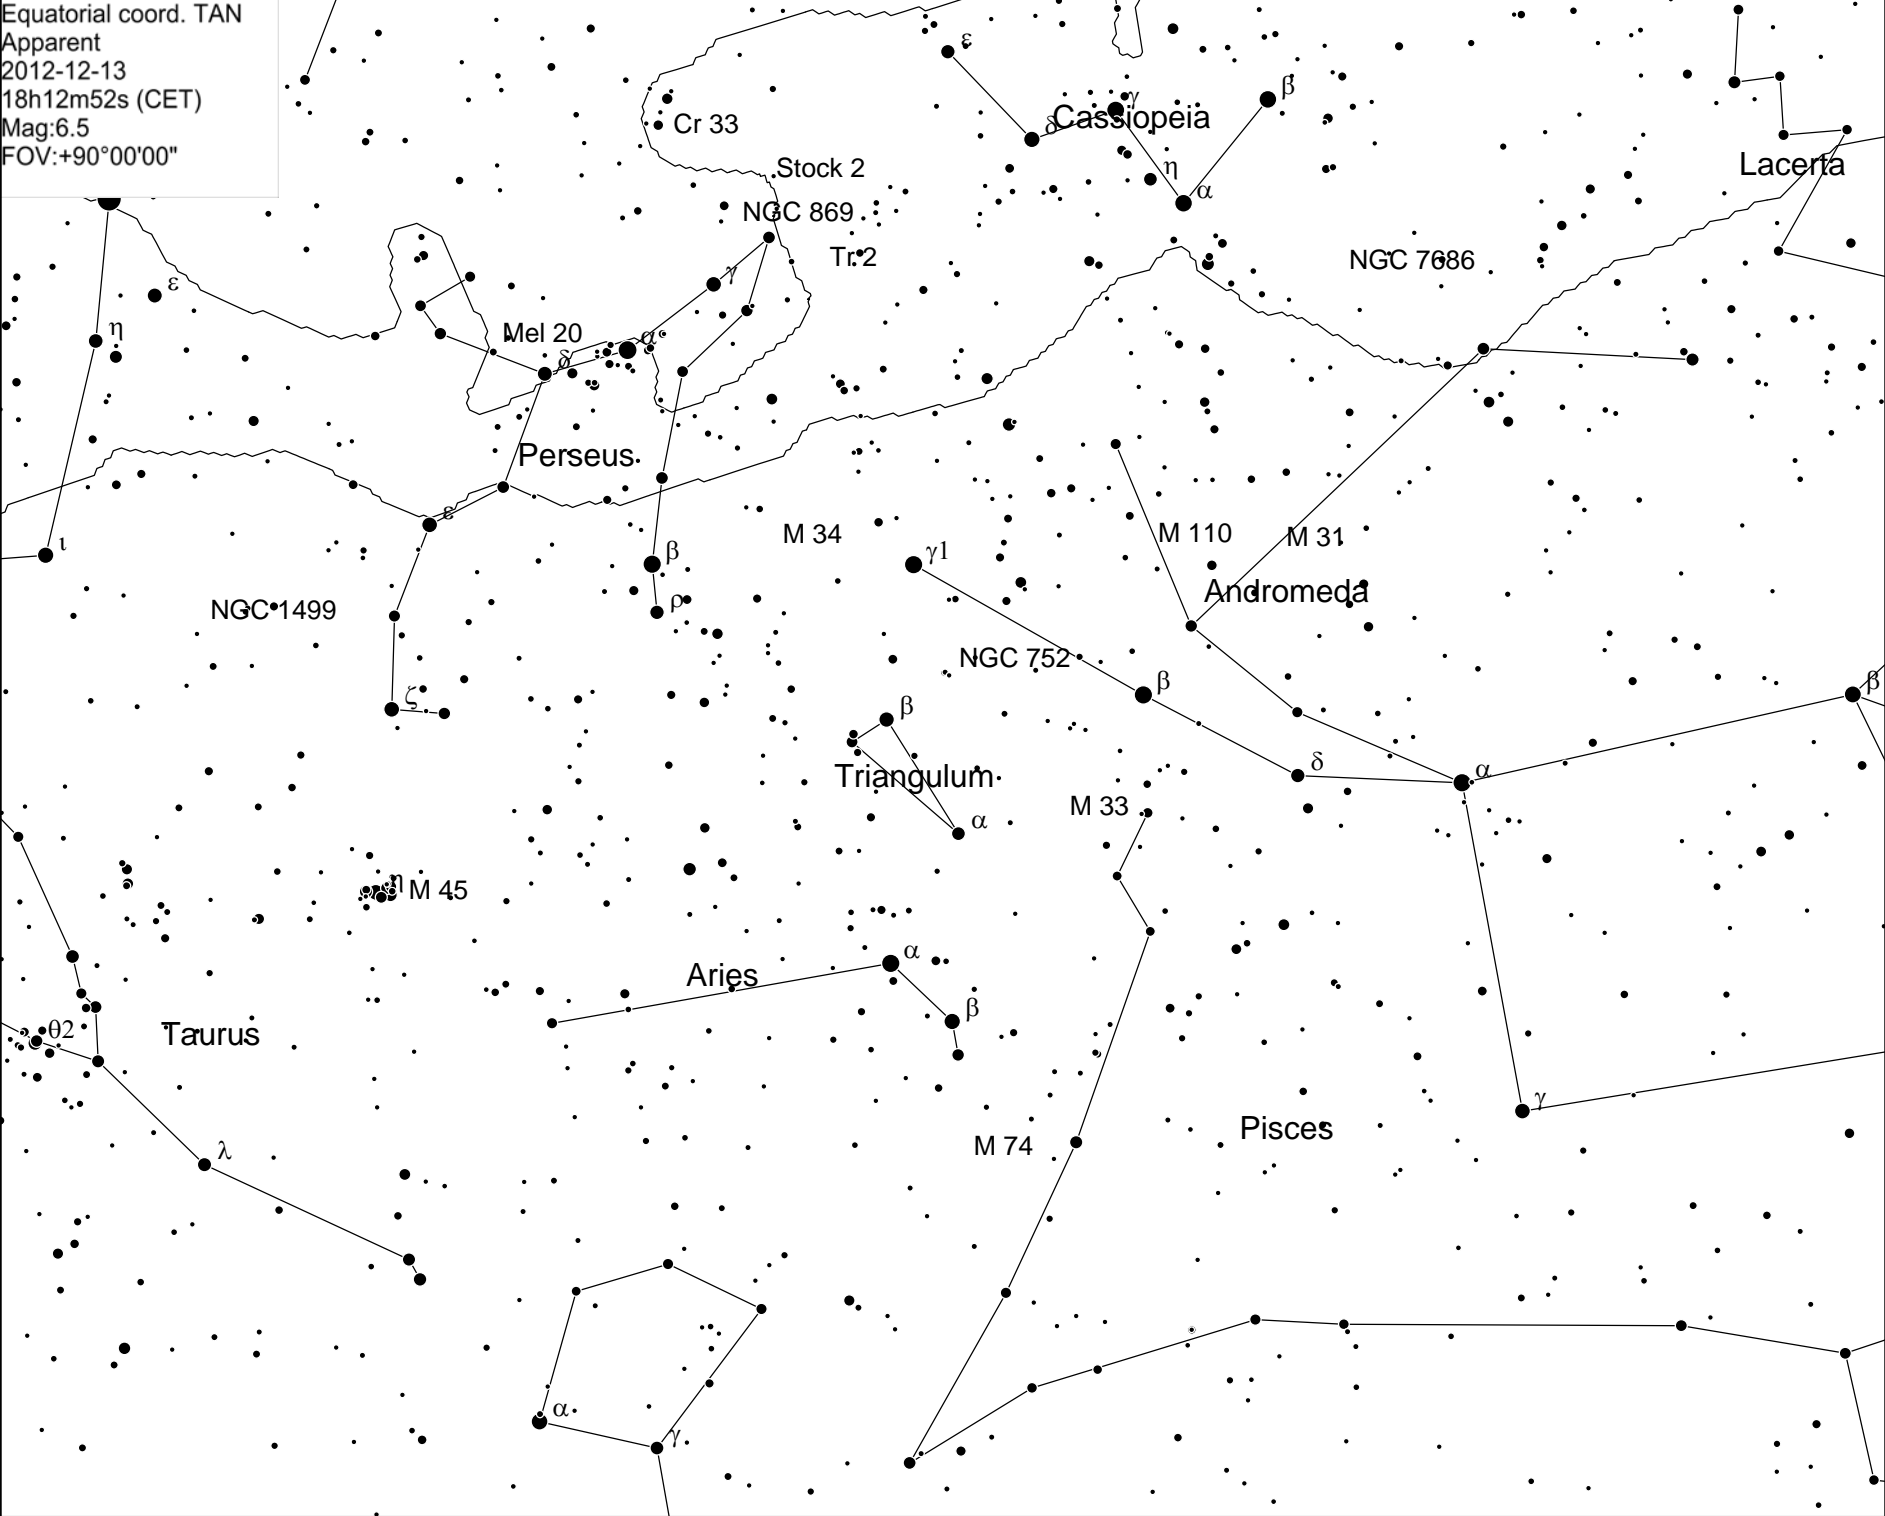 Equatorial coord. TAN
Apparent
2012-12-13
18h12m52s (CET)
Mag:6.5
FOV:+90°00'00"
ε
γ
β
Cr 33
δ
Cassiopeia
Stock 2
η
α
Lacerta
NGC 869
Tr 2
NGC 7686
ε
γ
η
Mel 20
α
δ
Perseus
ε
M 34
M 110
M 31
ι
β
γ1
Andromeda
NGC 1499
ρ
NGC 752
β
β
ζ
β
δ
α
Triangulum
M 33
α
η
M 45
α
Aries
β
θ2
Taurus
γ
Pisces
M 74
λ
α
γ